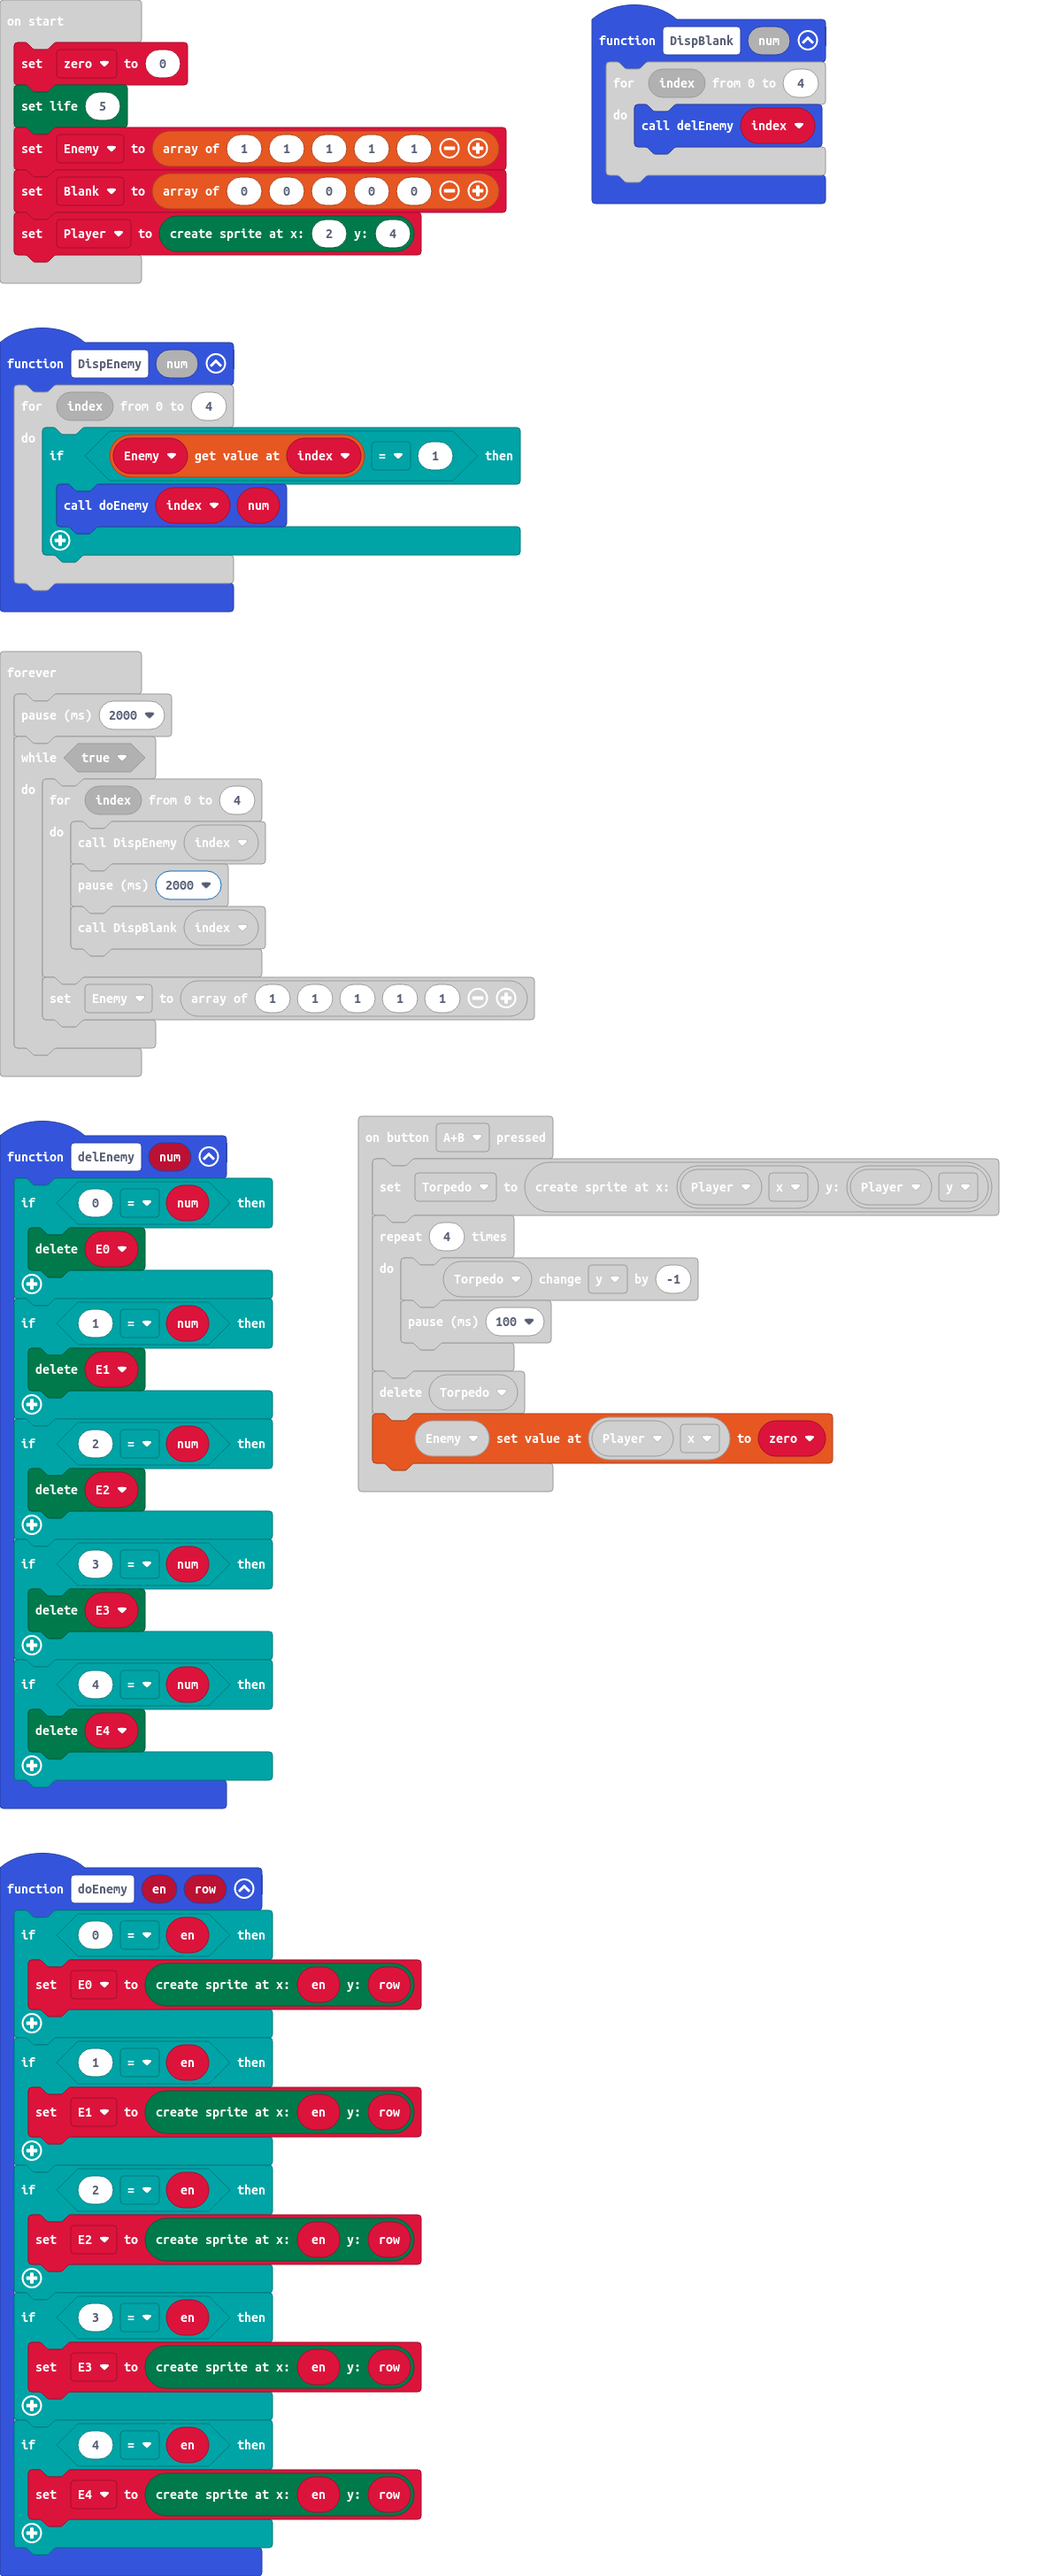 on start
set zero to 0
set life 5
set Enemy to array of 1 1 1 1 1
set Blank to array of 0 0 0 0 0
set Player to create sprite at x: 2 y: 4
function DispBlank num
for index from 0 to 4
do
call delEnemy index
function DispEnemy num
for index from 0 to 4
do
if Enemy get value at index = 1 then
call doEnemy index num
forever
pause (ms) 2000
while true
do
for index from 0 to 4
do
call DispEnemy index
pause (ms) 2000
call DispBlank index
set Enemy to array of 1 1 1 1 1
function delEnemy num
if 0 = num then
delete E0
if 1 = num then
delete E1
if 2 = num then
delete E2
if 3 = num then
delete E3
if 4 = num then
delete E4
on button A+B pressed
set Torpedo to create sprite at x: Player x y: Player y
repeat 4 times
do
Torpedo change y by -1
pause (ms) 100
delete Torpedo
Enemy set value at Player x to zero
function doEnemy en row
if 0 = en then
set E0 to create sprite at x: en y: row
if 1 = en then
set E1 to create sprite at x: en y: row
if 2 = en then
set E2 to create sprite at x: en y: row
if 3 = en then
set E3 to create sprite at x: en y: row
if 4 = en then
set E4 to create sprite at x: en y: row